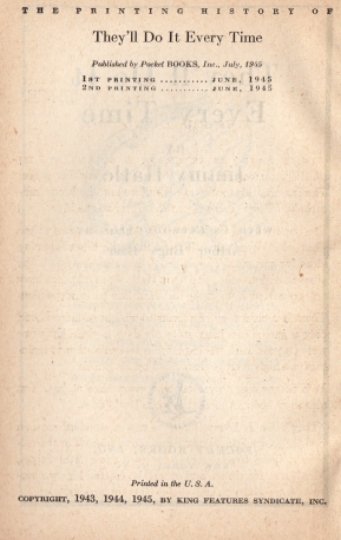 THE PRINTING HISTORY OF
They'll Do It Every Time
Published by Pocket BOOKS, Inc., July, 1945
1ST PRINTING ........... JUNE, 1945
2ND PRINTING ........... JUNE, 1945
Printed in the U. S. A.
COPYRIGHT, 1943, 1944, 1945, BY KING FEATURES SYNDICATE, INC.